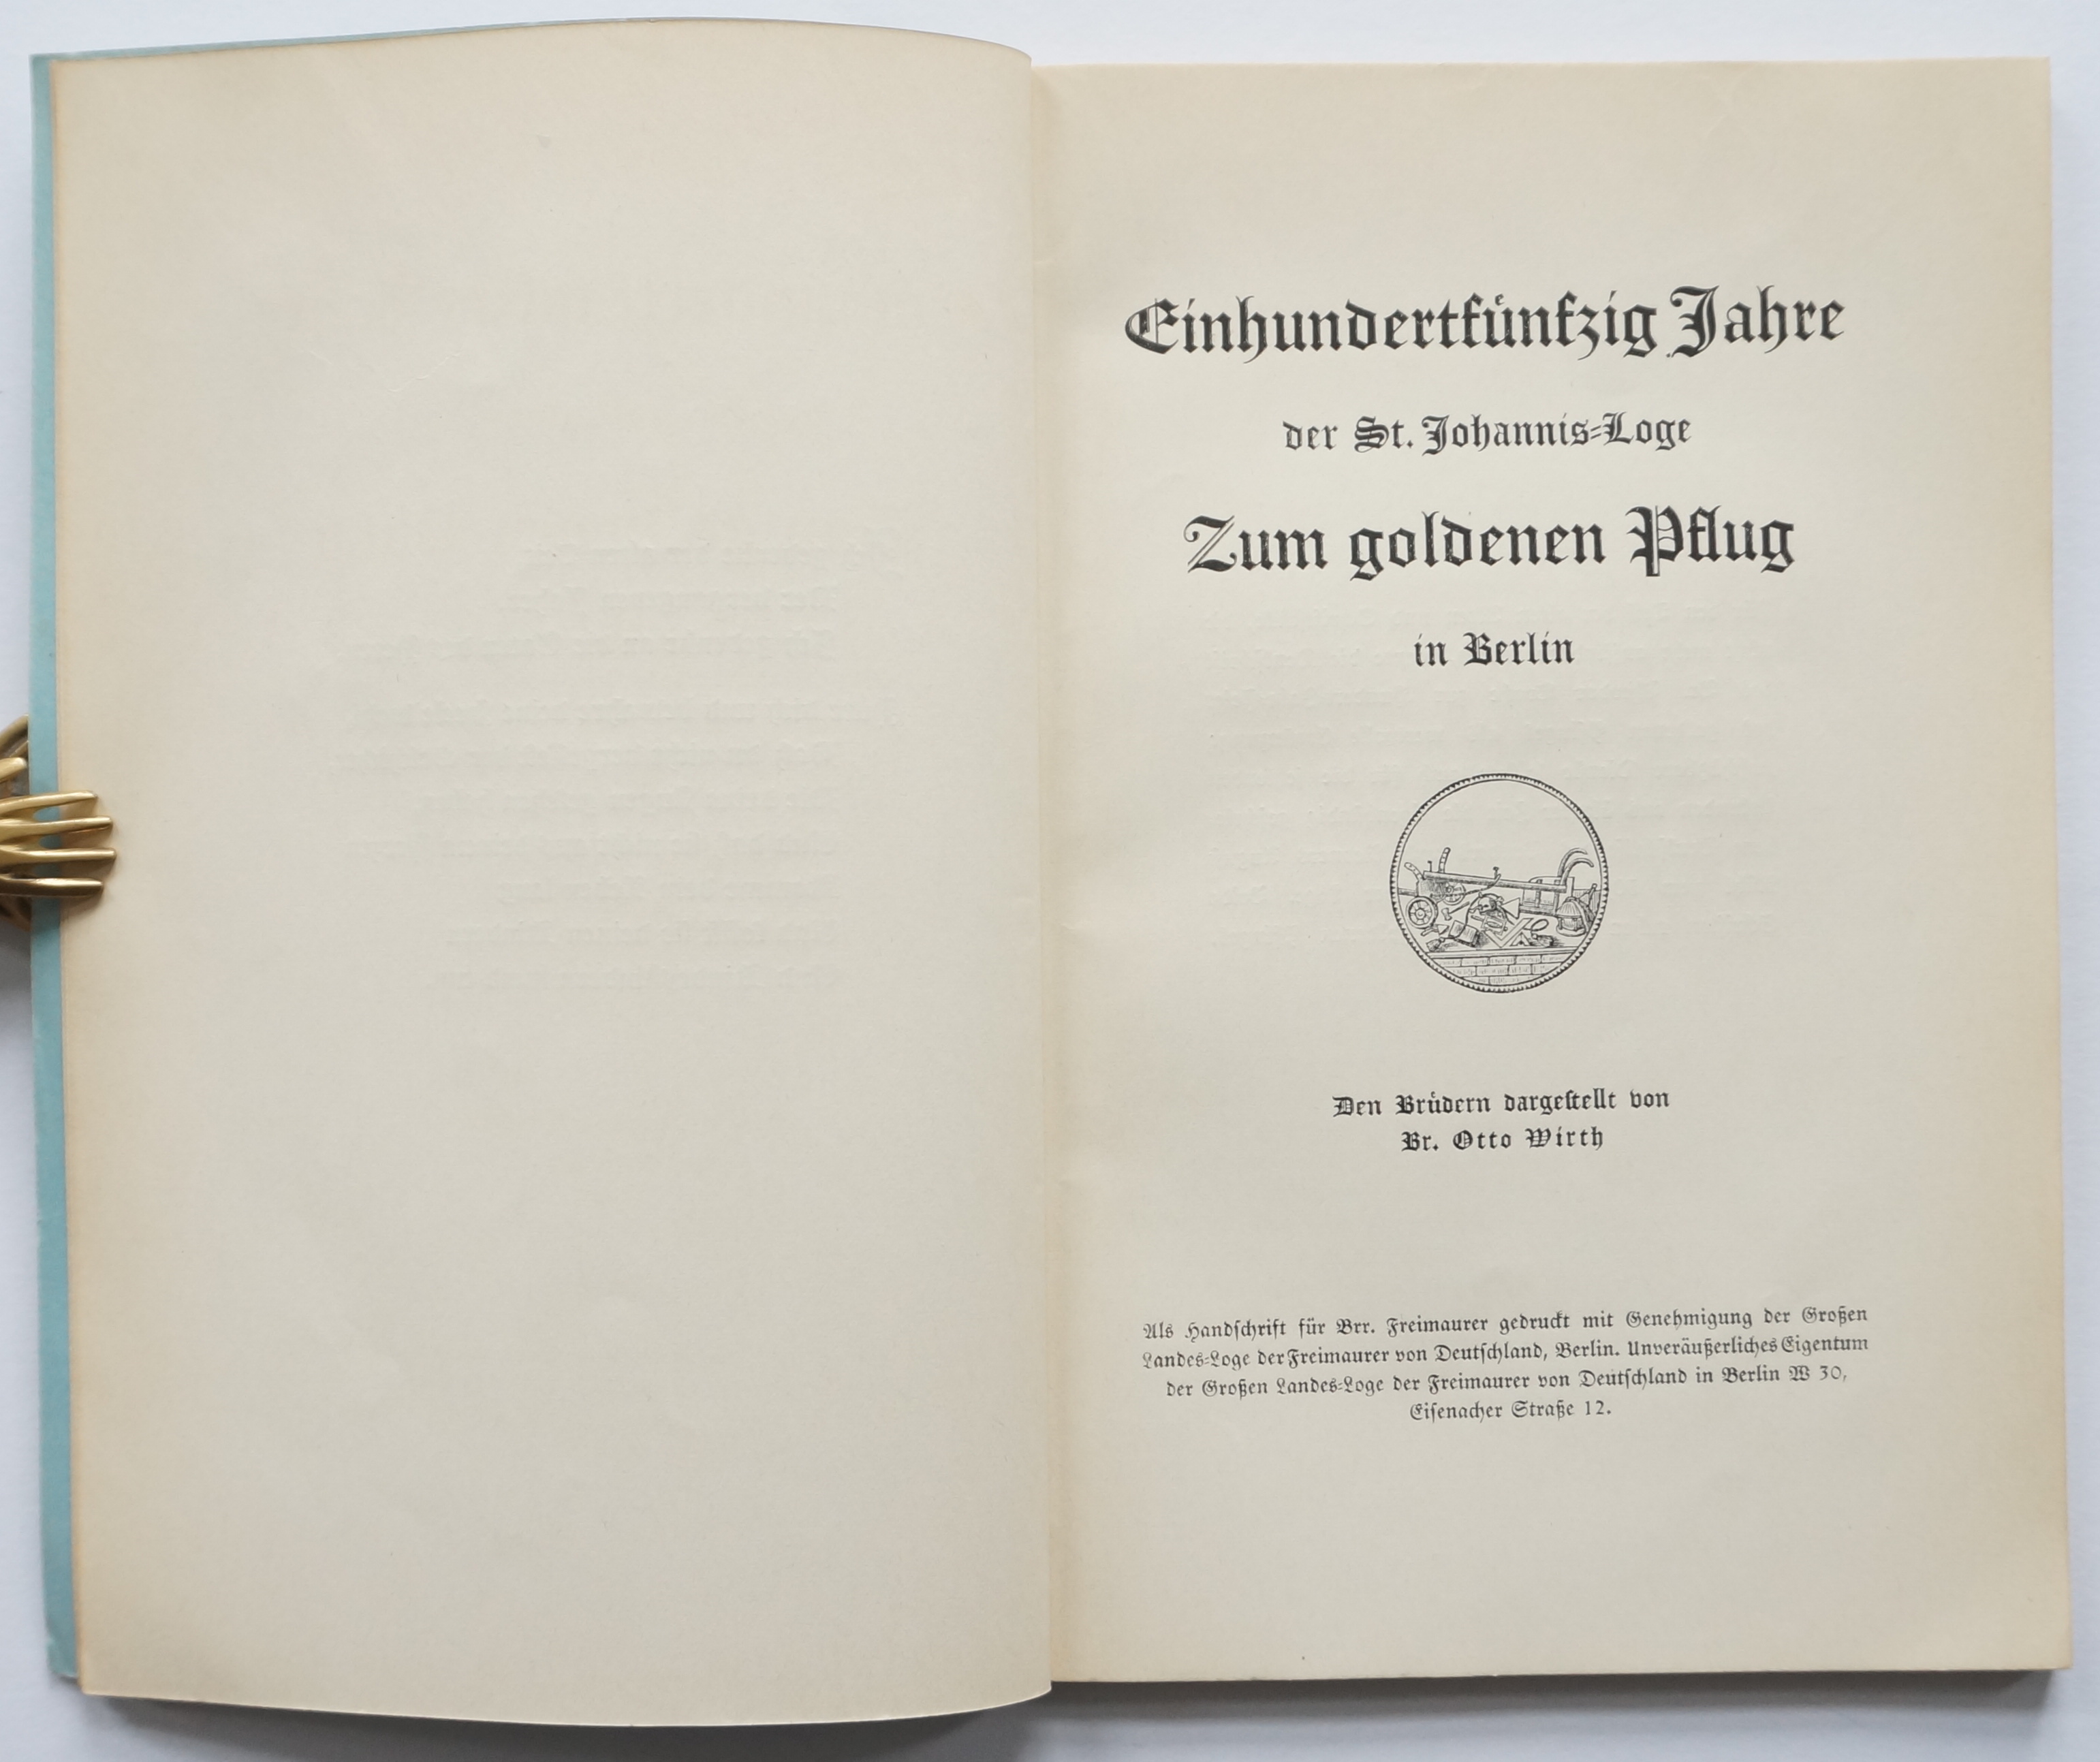 Einhundertfünfzig Jahre
der St. Johannis=Loge
Zum goldenen Pflug
in Berlin
Den Brüdern dargeſtellt von
Br. Otto Wirth
Als Handſchrift für Brr. Freimaurer gedruckt mit Genehmigung der Großen
Landes=Loge der Freimaurer von Deutſchland, Berlin. Unveräußerliches Eigentum
der Großen Landes=Loge der Freimaurer von Deutſchland in Berlin W 30,
Eiſenacher Straße 12.